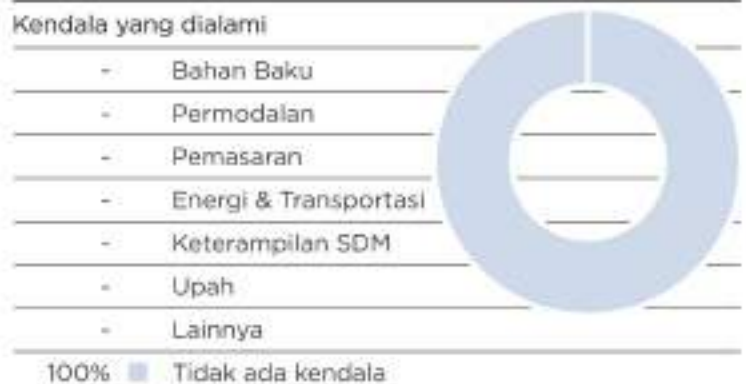 Kendala yang dialami
- Bahan Baku
- Permodalan
- Pemasaran
- Energi & Transportasi
- Keterampilan SDM
- Upah
- Lainnya
100% Tidak ada kendala